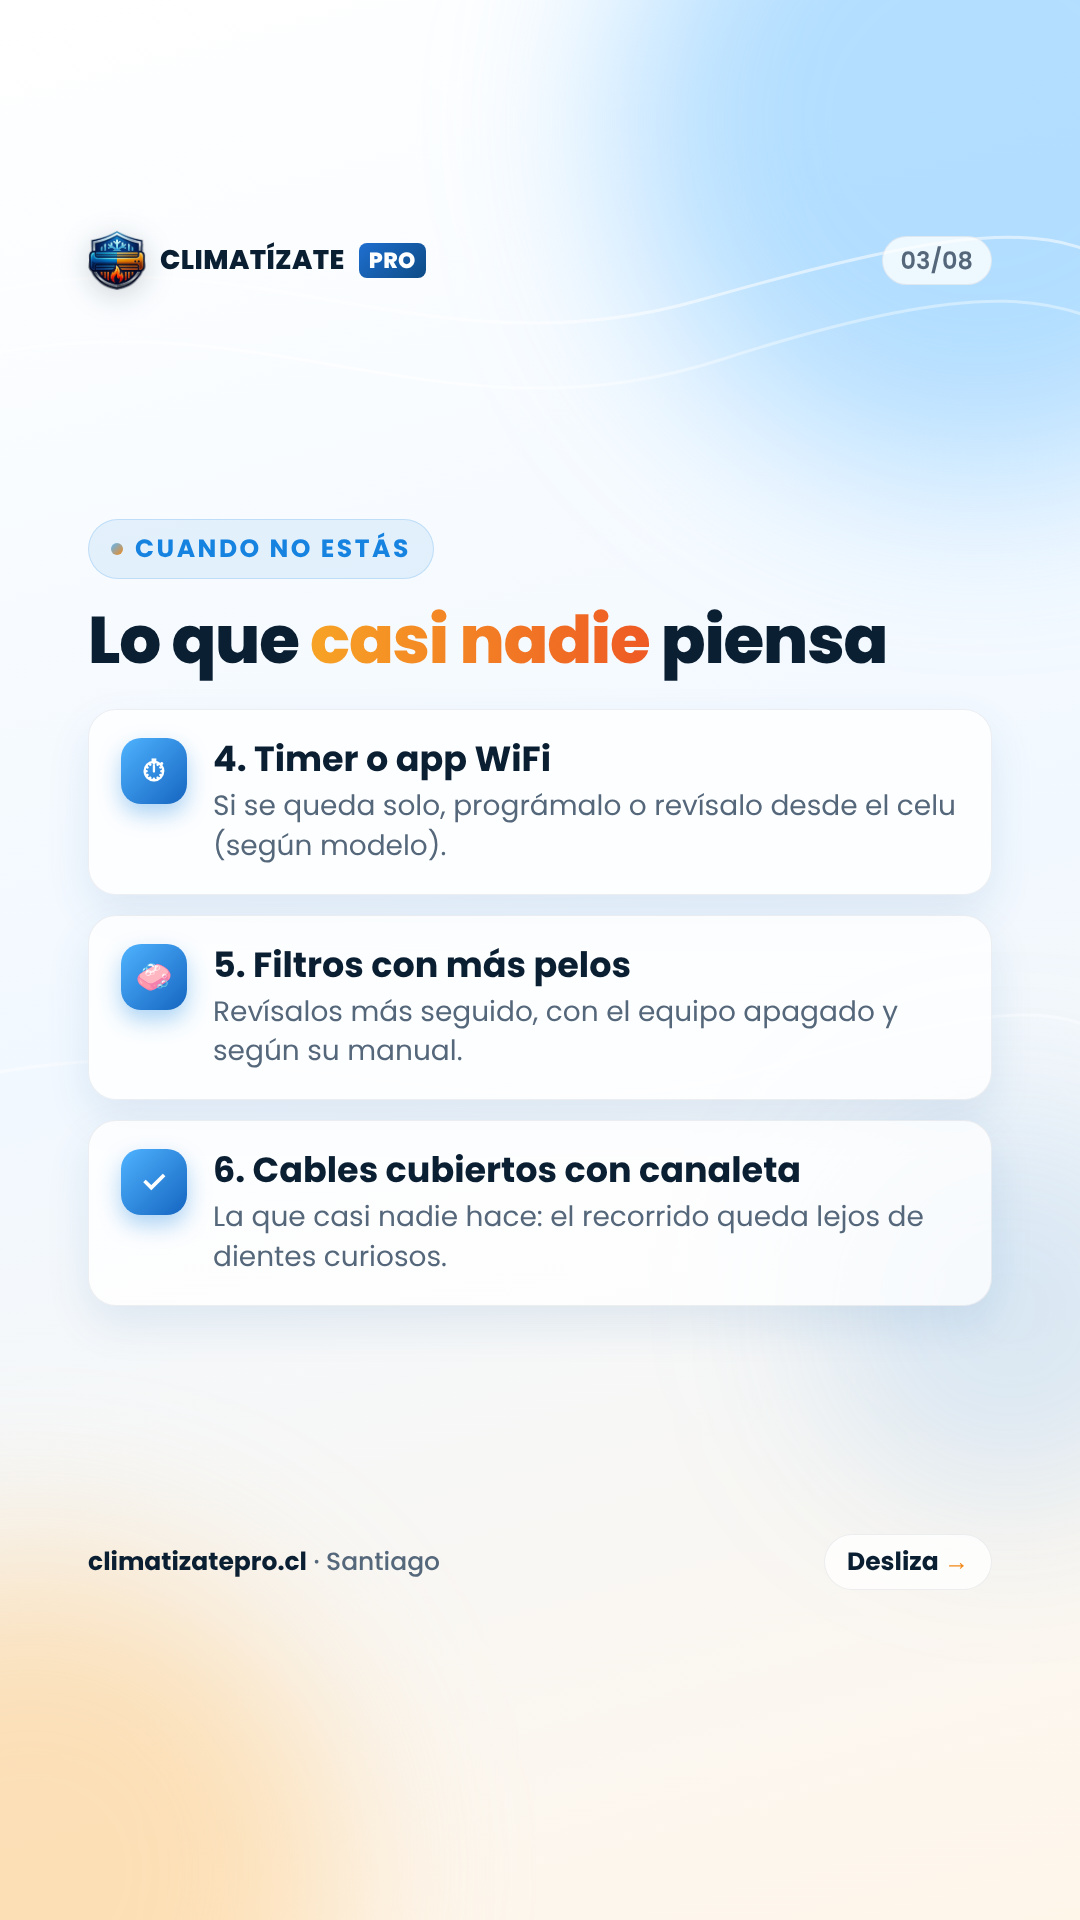 CLIMATÍZATE PRO
03/08
CUANDO NO ESTÁS
Lo que casi nadie piensa
4. Timer o app WiFi
Si se queda solo, prográmalo o revísalo desde el celu
(según modelo).
5. Filtros con más pelos
Revísalos más seguido, con el equipo apagado y
según su manual.
6. Cables cubiertos con canaleta
La que casi nadie hace: el recorrido queda lejos de
dientes curiosos.
climatizatepro.cl · Santiago
Desliza →